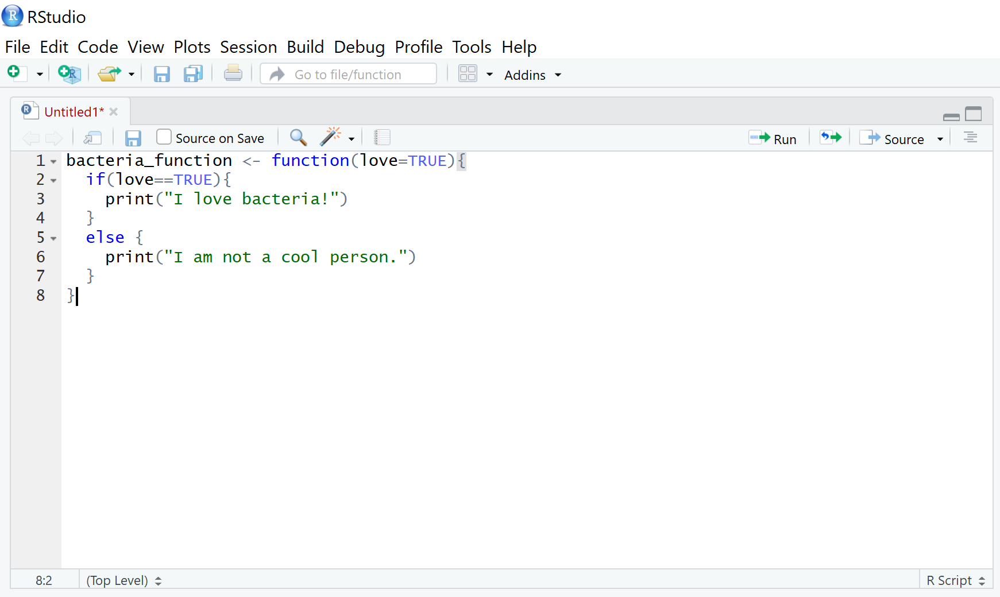 RStudio
File Edit Code View Plots Session Build Debug Profile Tools Help
Go to file/function Addins
Untitled1*
Source on Save Run Source
1 bacteria_function <- function(love=TRUE){
2   if(love==TRUE){
3     print("I love bacteria!")
4   }
5   else {
6     print("I am not a cool person.")
7   }
8 }
8:2 (Top Level) R Script